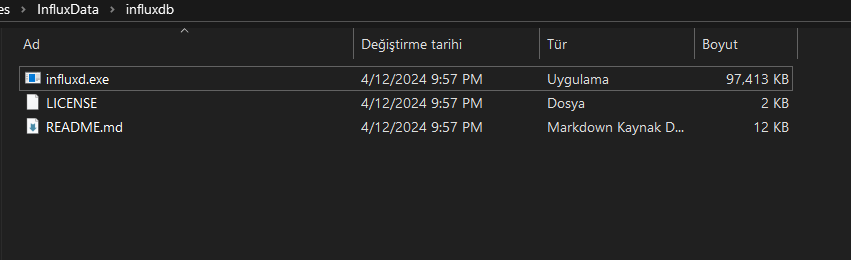 es > InfluxData > influxdb
Ad Değiştirme tarihi Tür Boyut
influxd.exe 4/12/2024 9:57 PM Uygulama 97,413 KB
LICENSE 4/12/2024 9:57 PM Dosya 2 KB
README.md 4/12/2024 9:57 PM Markdown Kaynak D... 12 KB